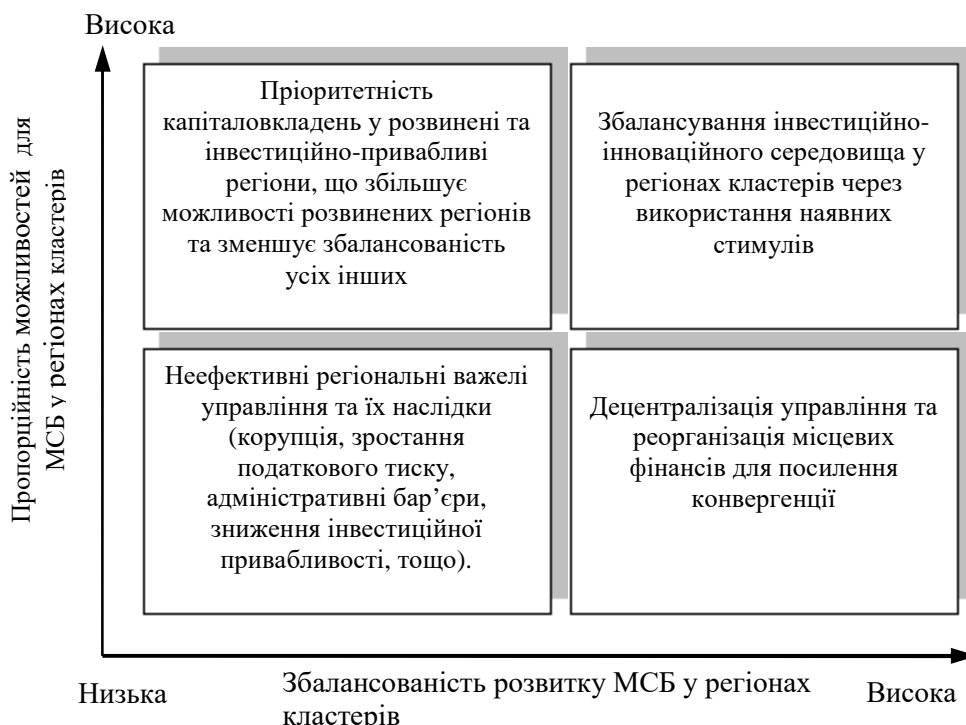 Висока
Пропорційність можливостей для
МСБ у регіонах кластерів
Пріоритетність
капіталовкладень у розвинені та
інвестиційно-привабливі
регіони, що збільшує
можливості розвинених регіонів
та зменшує збалансованість
усіх інших
Збалансування інвестиційно-
інноваційного середовища у
регіонах кластерів через
використання наявних
стимулів
Неефективні регіональні важелі
управління та їх наслідки
(корупція, зростання
податкового тиску,
адміністративні бар’єри,
зниження інвестиційної
привабливості, тощо).
Децентралізація управління та
реорганізація місцевих
фінансів для посилення
конвергенції
Низька
Збалансованість розвитку МСБ у регіонах
кластерів
Висока